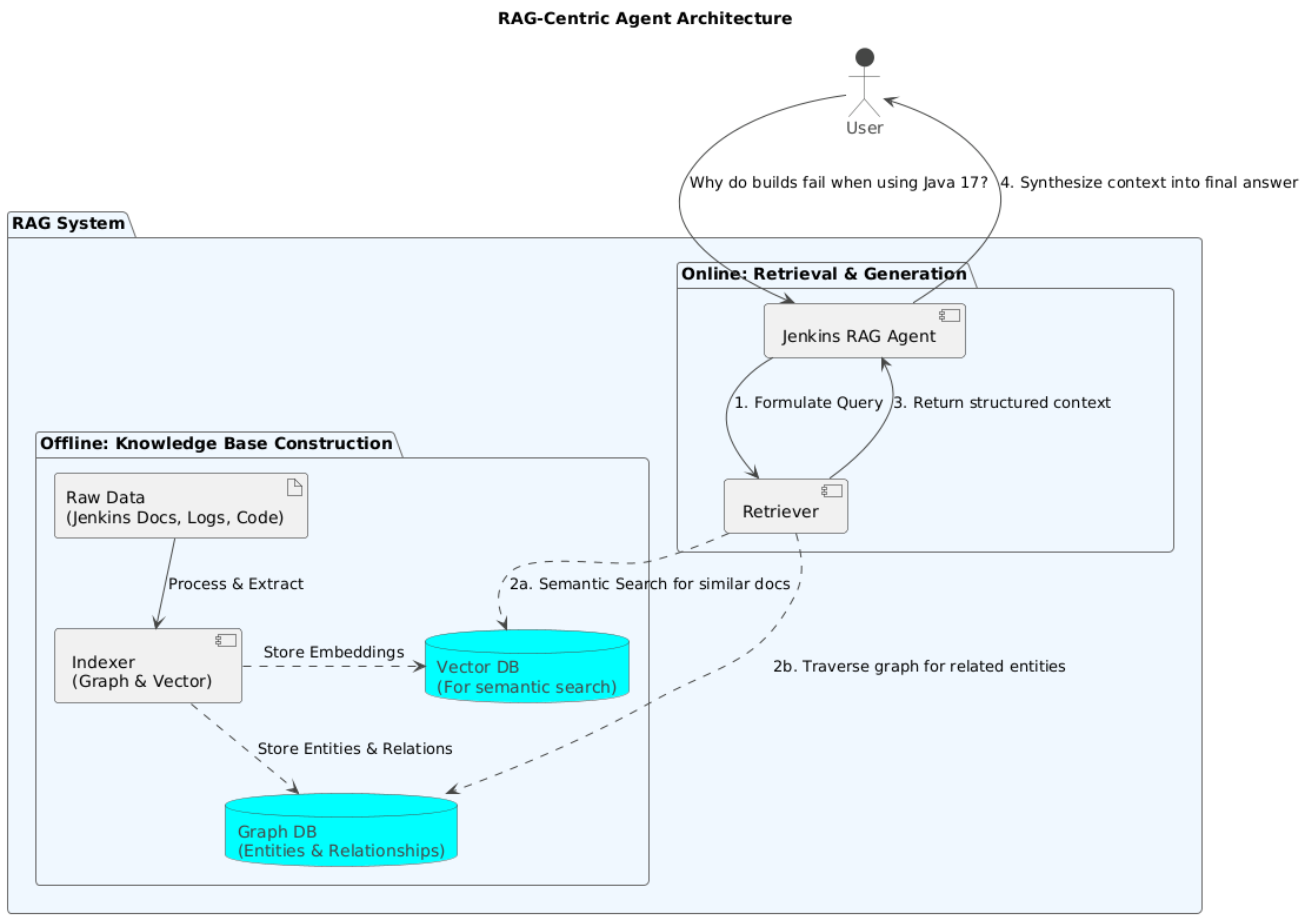 RAG-Centric Agent Architecture
User
Why do builds fail when using Java 17?
4. Synthesize context into final answer
RAG System
Online: Retrieval & Generation
Jenkins RAG Agent
1. Formulate Query
3. Return structured context
Offline: Knowledge Base Construction
Raw Data
(Jenkins Docs, Logs, Code)
Retriever
Process & Extract
2a. Semantic Search for similar docs
Indexer
(Graph & Vector)
Store Embeddings
Vector DB
(For semantic search)
2b. Traverse graph for related entities
Store Entities & Relations
Graph DB
(Entities & Relationships)